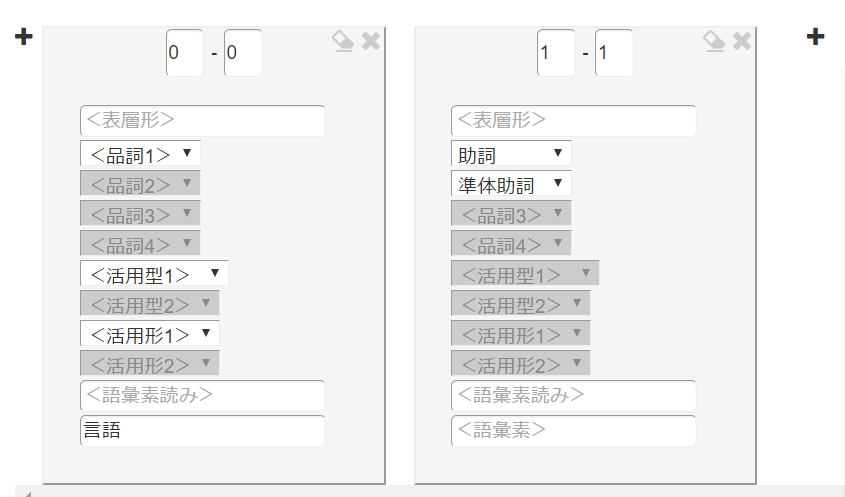 0 - 0
<表層形>
<品詞1>
<品詞2>
<品詞3>
<品詞4>
<活用型1>
<活用型2>
<活用形1>
<活用形2>
<語彙素読み>
言語
1 - 1
<表層形>
助詞
準体助詞
<品詞3>
<品詞4>
<活用型1>
<活用型2>
<活用形1>
<活用形2>
<語彙素読み>
<語彙素>